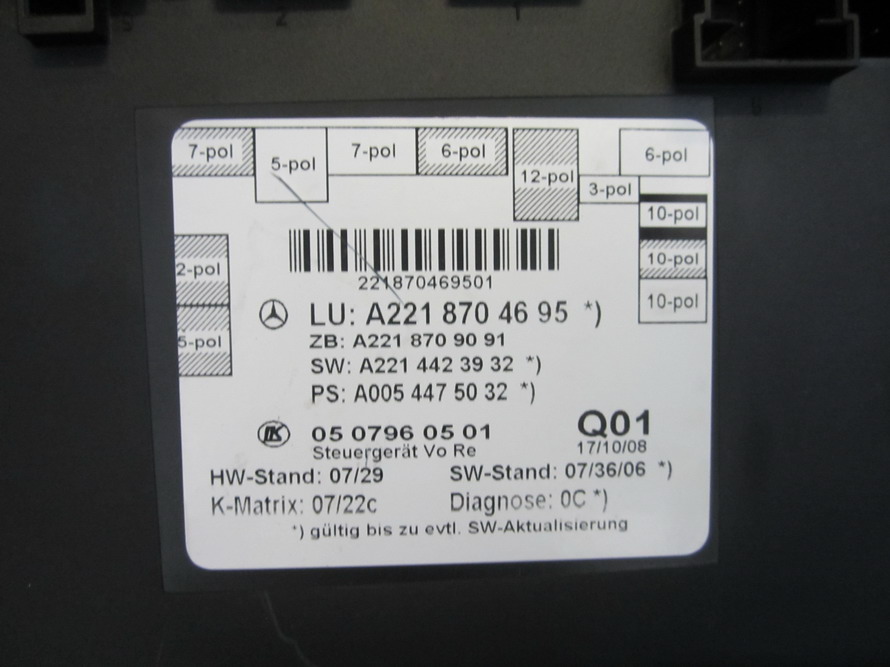 7-pol
5-pol
7-pol
6-pol
12-pol
3-pol
6-pol
10-pol
10-pol
10-pol
2-pol
5-pol
221870469501
LU: A221 870 46 95 *)
ZB: A221 870 90 91
SW: A221 442 39 32 *)
PS: A005 447 50 32 *)
05 0796 05 01
Steuergerät Vo Re
Q01
17/10/08
HW-Stand: 07/29
SW-Stand: 07/36/06 *)
K-Matrix: 07/22c
Diagnose: 0C *)
*) gültig bis zu evtl. SW-Aktualisierung